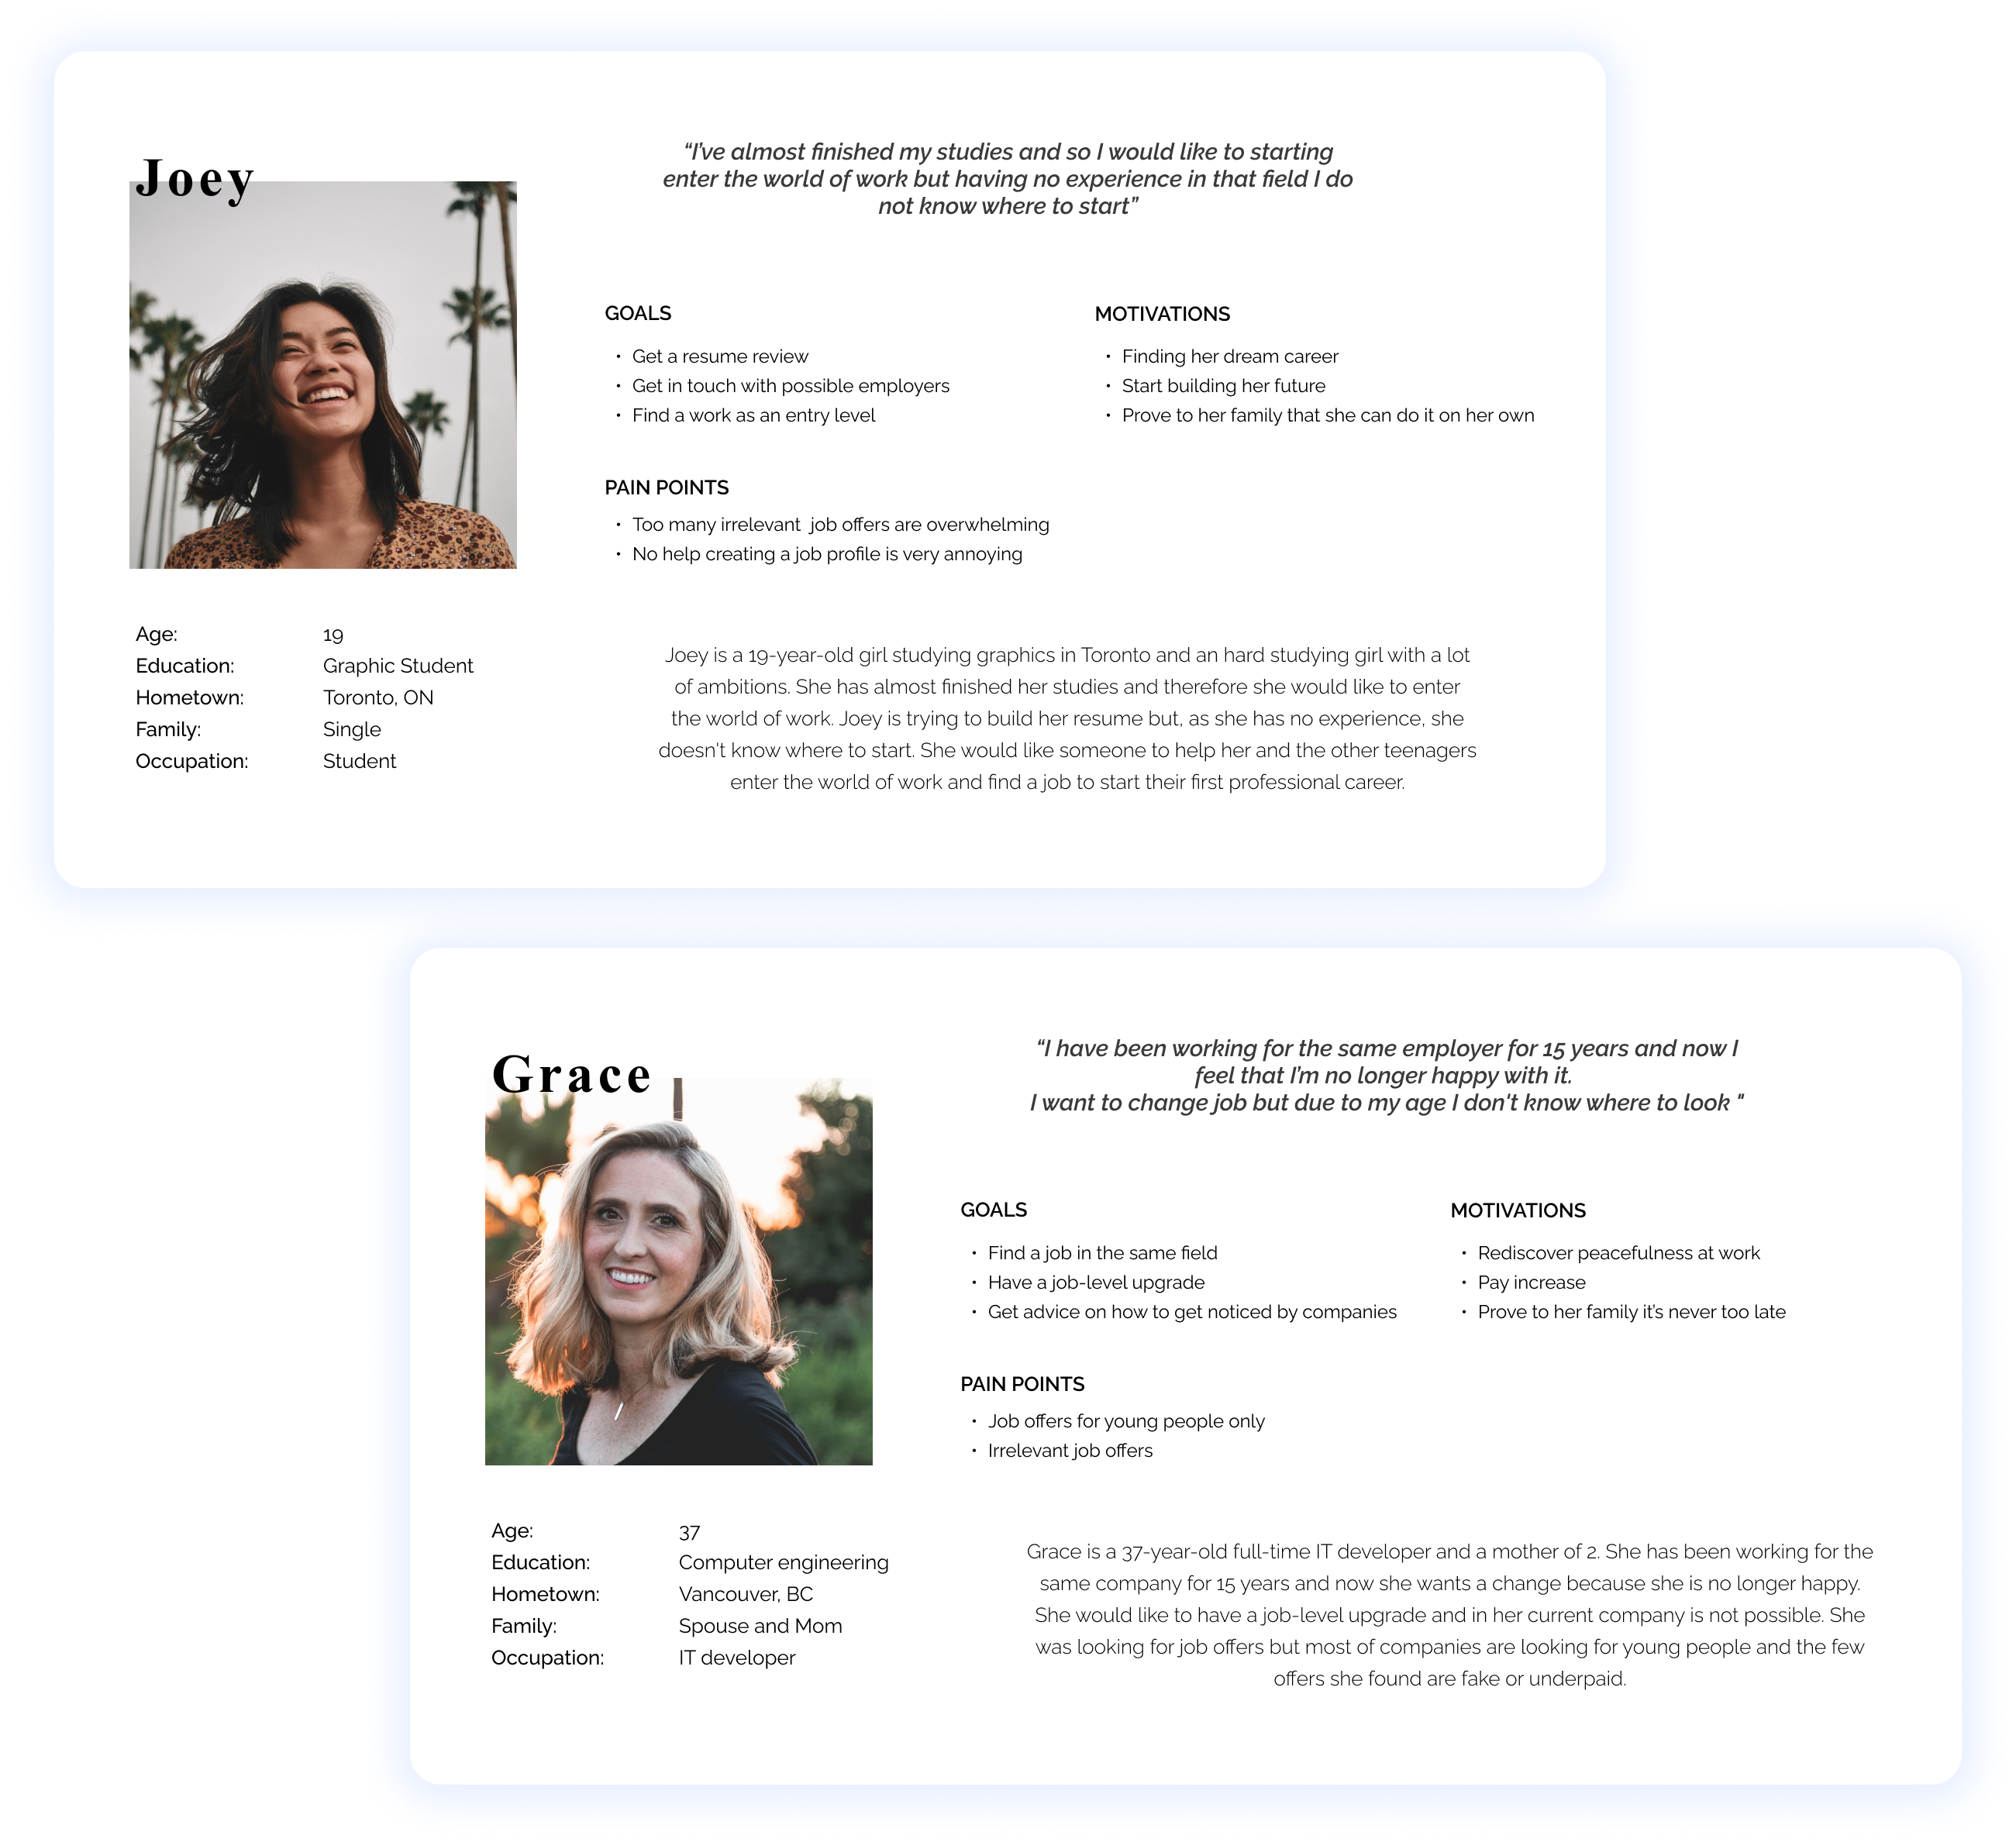 Joey
“I’ve almost finished my studies and so I would like to starting
enter the world of work but having no experience in that field I do
not know where to start”
GOALS
• Get a resume review
• Get in touch with possible employers
• Find a work as an entry level
MOTIVATIONS
• Finding her dream career
• Start building her future
• Prove to her family that she can do it on her own
PAIN POINTS
• Too many irrelevant  job offers are overwhelming
• No help creating a job profile is very annoying
Age: 19
Education: Graphic Student
Hometown: Toronto, ON
Family: Single
Occupation: Student
Joey is a 19-year-old girl studying graphics in Toronto and an hard studying girl with a lot
of ambitions. She has almost finished her studies and therefore she would like to enter
the world of work. Joey is trying to build her resume but, as she has no experience, she
doesn't know where to start. She would like someone to help her and the other teenagers
enter the world of work and find a job to start their first professional career.
Grace
“I have been working for the same employer for 15 years and now I
feel that I’m no longer happy with it.
I want to change job but due to my age I don't know where to look "
GOALS
• Find a job in the same field
• Have a job-level upgrade
• Get advice on how to get noticed by companies
MOTIVATIONS
• Rediscover peacefulness at work
• Pay increase
• Prove to her family it’s never too late
PAIN POINTS
• Job offers for young people only
• Irrelevant job offers
Age: 37
Education: Computer engineering
Hometown: Vancouver, BC
Family: Spouse and Mom
Occupation: IT developer
Grace is a 37-year-old full-time IT developer and a mother of 2. She has been working for the
same company for 15 years and now she wants a change because she is no longer happy.
She would like to have a job-level upgrade and in her current company is not possible. She
was looking for job offers but most of companies are looking for young people and the few
offers she found are fake or underpaid.